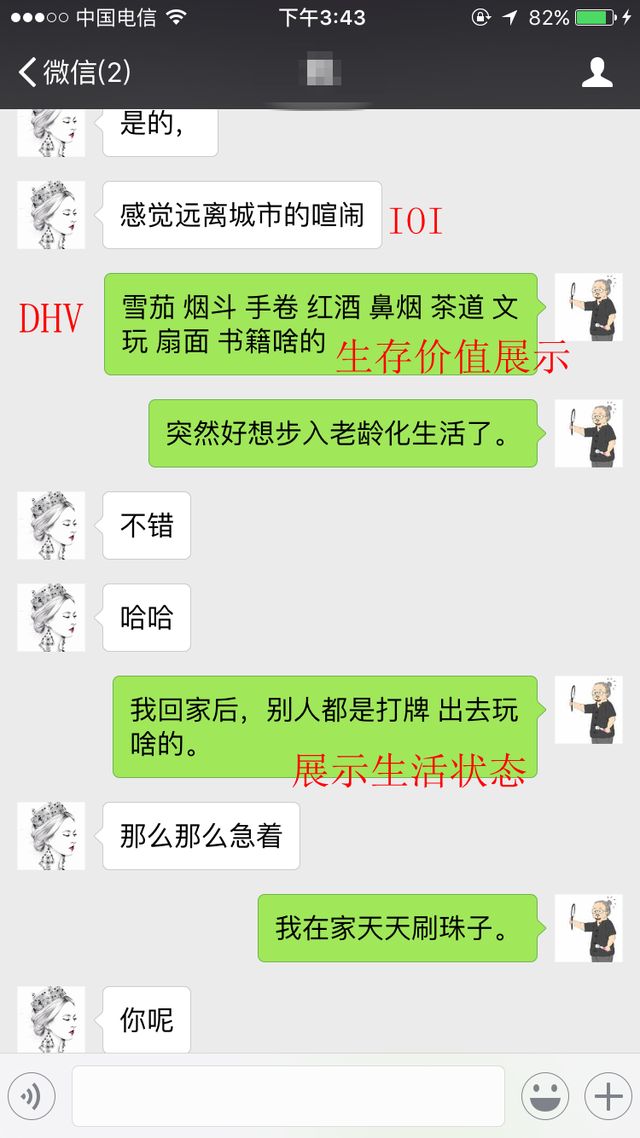 中国电信 下午3:43 82%
微信(2)
是的，
感觉远离城市的喧闹 IOI
DHV
雪茄 烟斗 手卷 红酒 鼻烟 茶道 文
玩 扇面 书籍啥的
生存价值展示
突然好想步入老龄化生活了。
不错
哈哈
我回家后，别人都是打牌 出去玩
啥的。
展示生活状态
那么那么急着
我在家天天刷珠子。
你呢